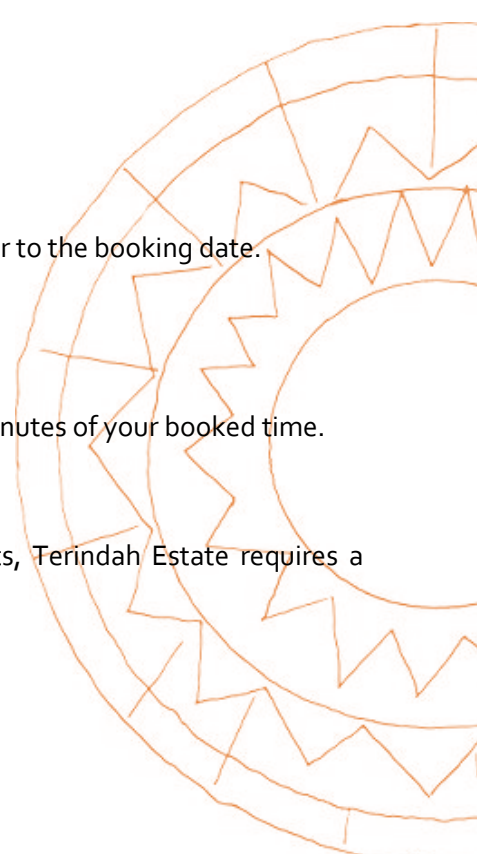 r to the booking date.
nutes of your booked time.
ts, Terindah Estate requires a